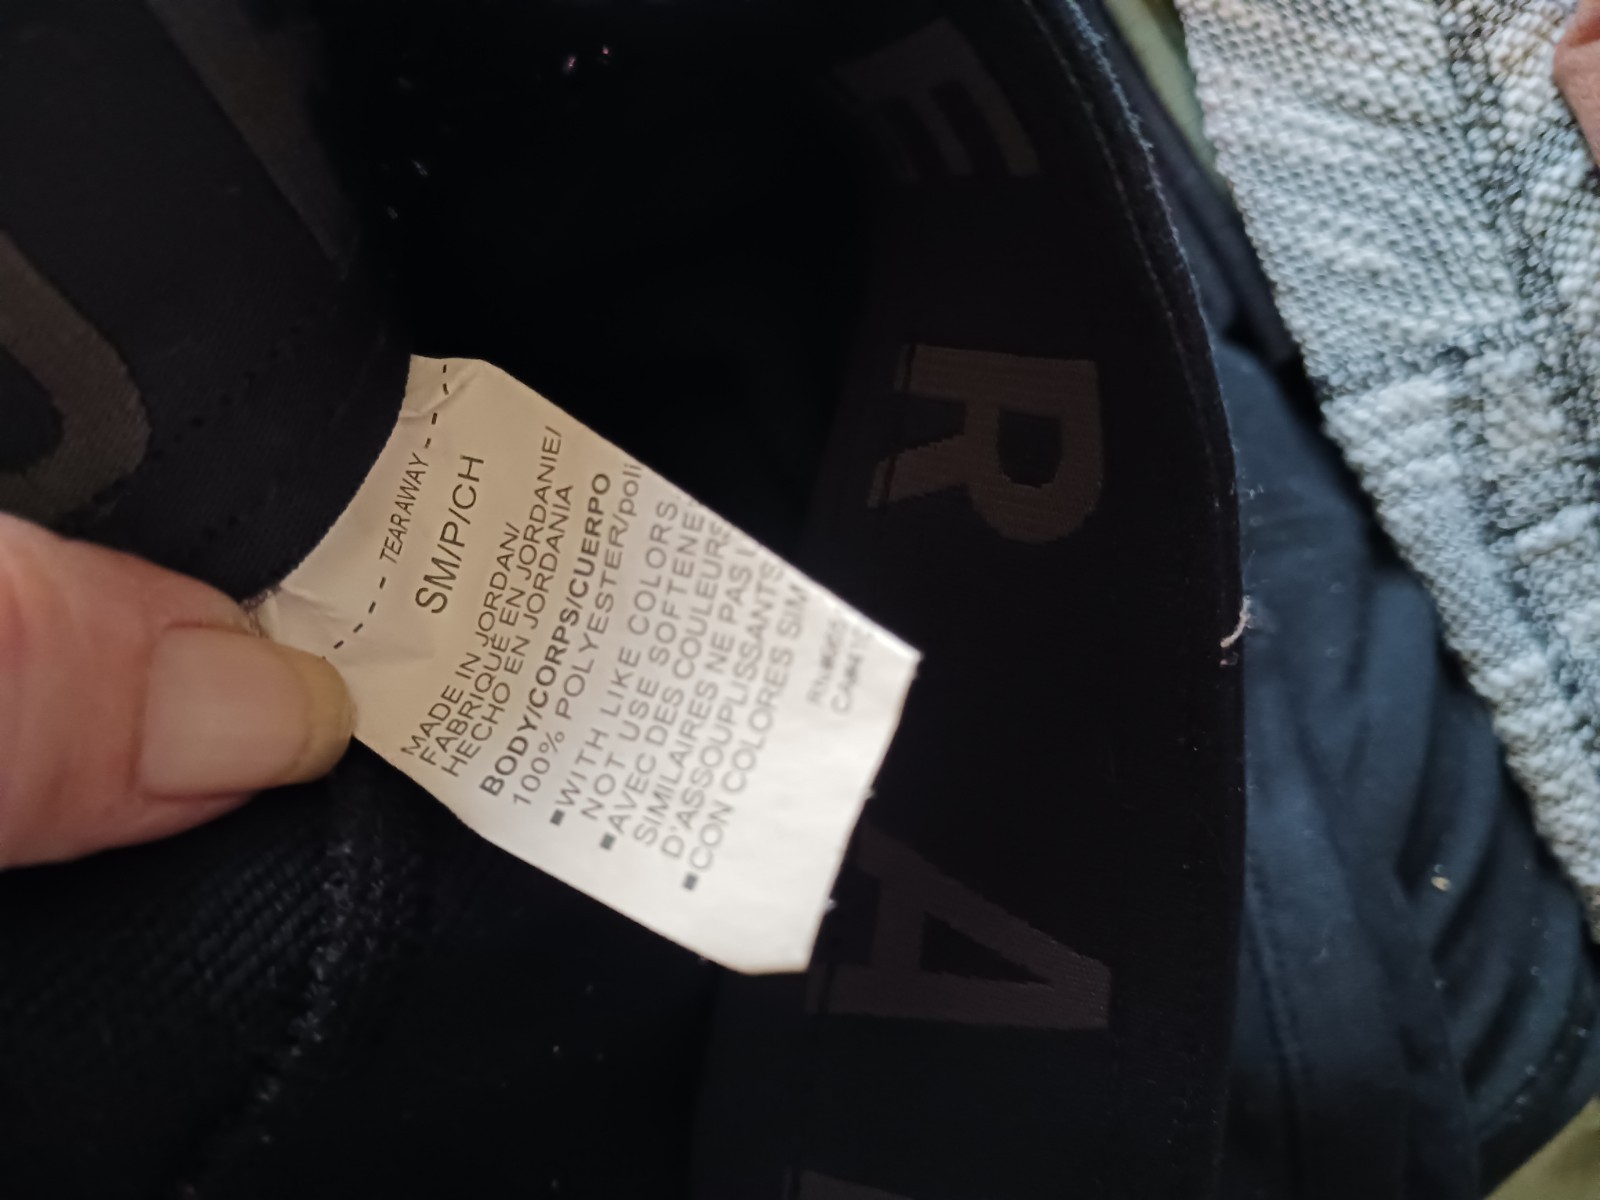 TEARAWAY
SM/P/CH
MADE IN JORDAN/
FABRIQUÉ EN JORDANIE/
HECHO EN JORDANIA
BODY/CORPS/CUERPO
100% POLYESTER/poli
■WITH LIKE COLORS.
NOT USE SOFTENE
■AVEC DES COULEURS
SIMILAIRES NE PAS
D'ASSOUPLISSANTS
■CON COLORES SIM
E
R
A